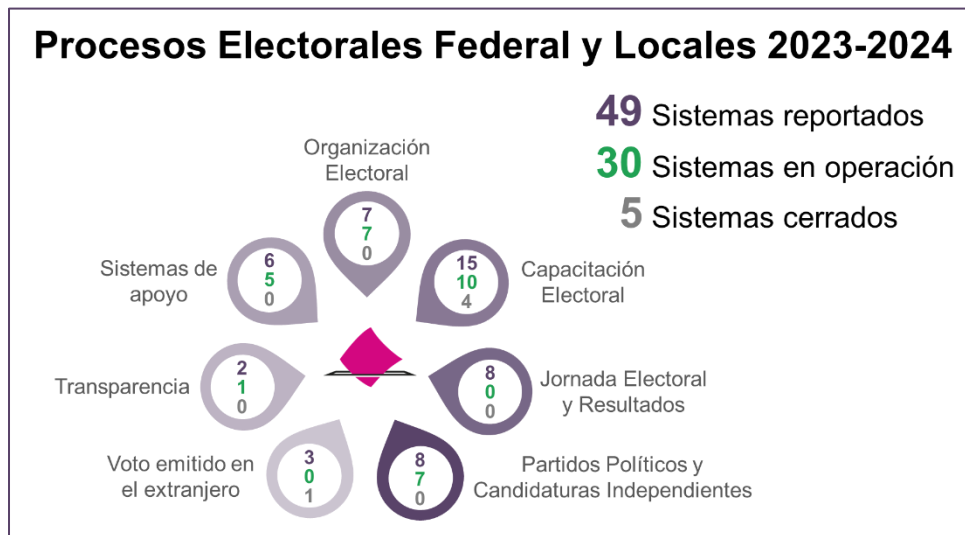 Procesos Electorales Federal y Locales 2023-2024
49 Sistemas reportados
30 Sistemas en operación
5 Sistemas cerrados
Organización
Electoral
7
7
0
Capacitación
Electoral
15
10
4
Jornada Electoral
y Resultados
8
0
0
Partidos Políticos y
Candidaturas Independientes
8
7
0
Voto emitido en
el extranjero
3
0
1
Transparencia
2
1
0
Sistemas de
apoyo
6
5
0